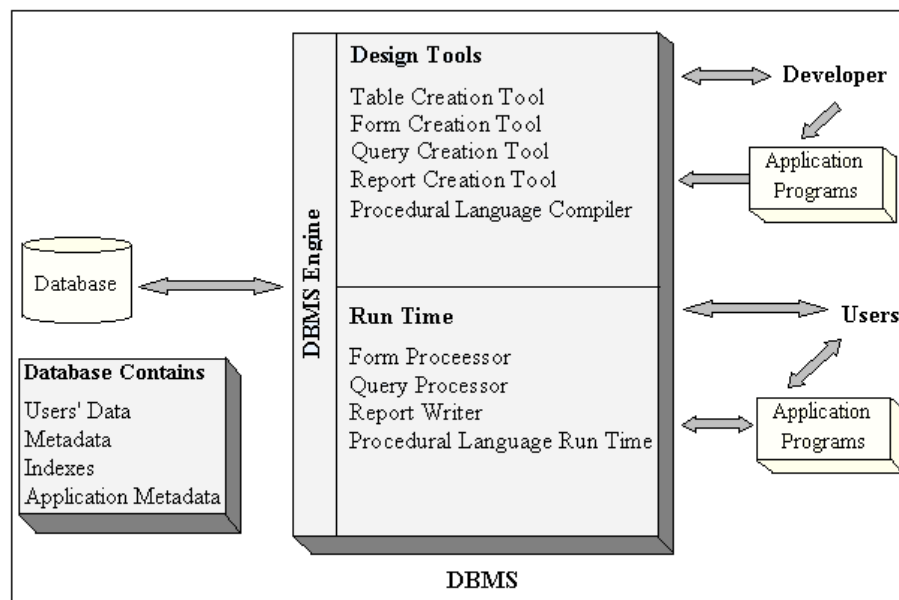 Design Tools
Table Creation Tool
Form Creation Tool
Query Creation Tool
Report Creation Tool
Procedural Language Compiler
Developer
Application
Programs
Database
DBMS Engine
Run Time
Form Proceessor
Query Processor
Report Writer
Procedural Language Run Time
Users
Application
Programs
Database Contains
Users' Data
Metadata
Indexes
Application Metadata
DBMS